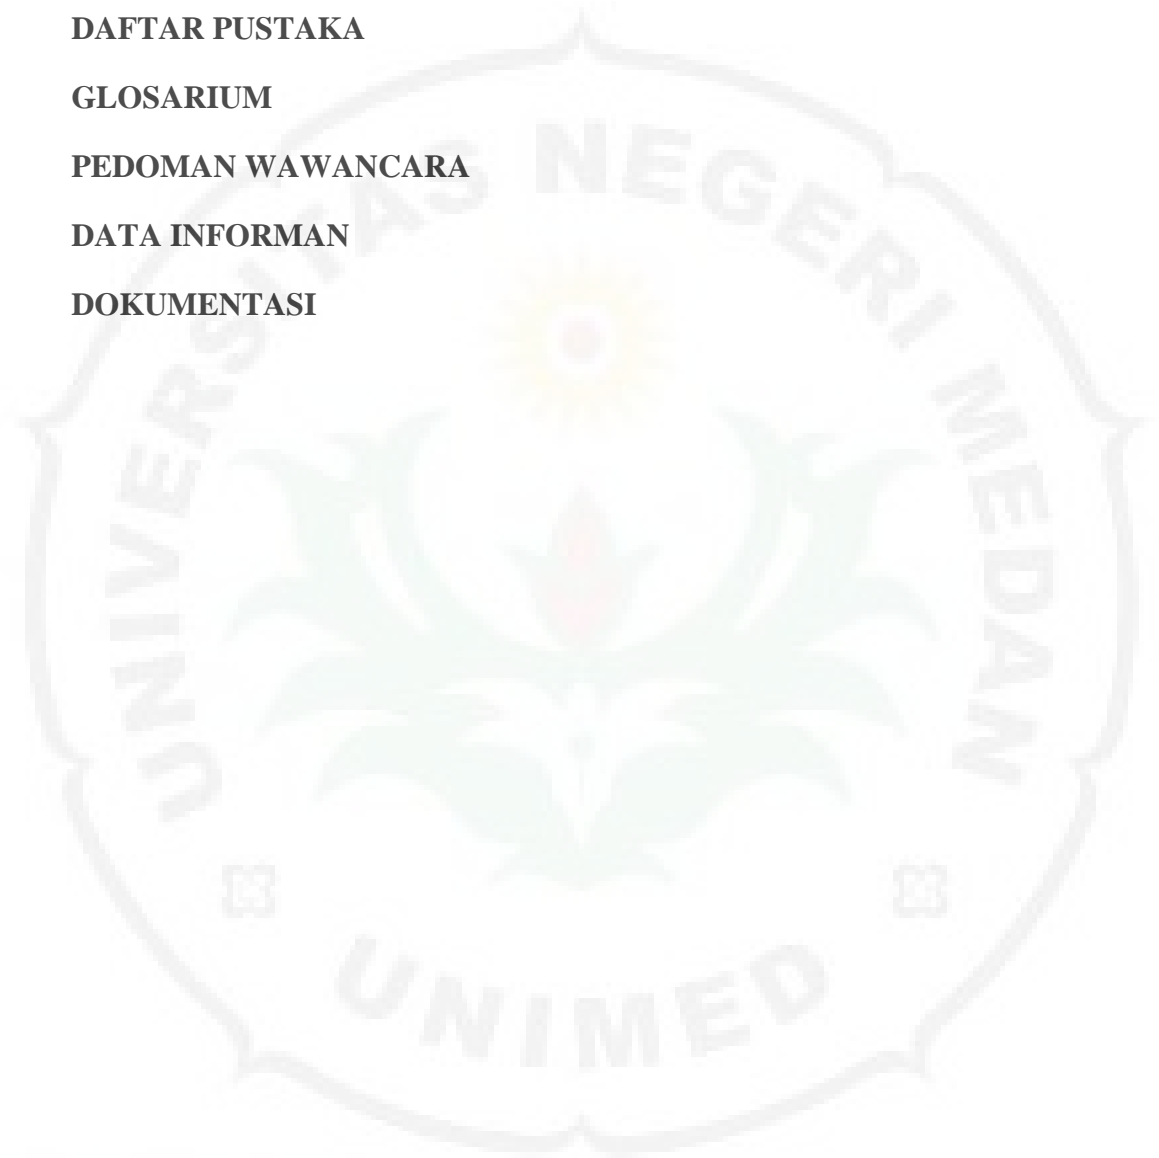 DAFTAR PUSTAKA
GLOSARIUM
PEDOMAN WAWANCARA
DATA INFORMAN
DOKUMENTASI
UNIVERSITAS NEGERI MEDAN
UNIMED